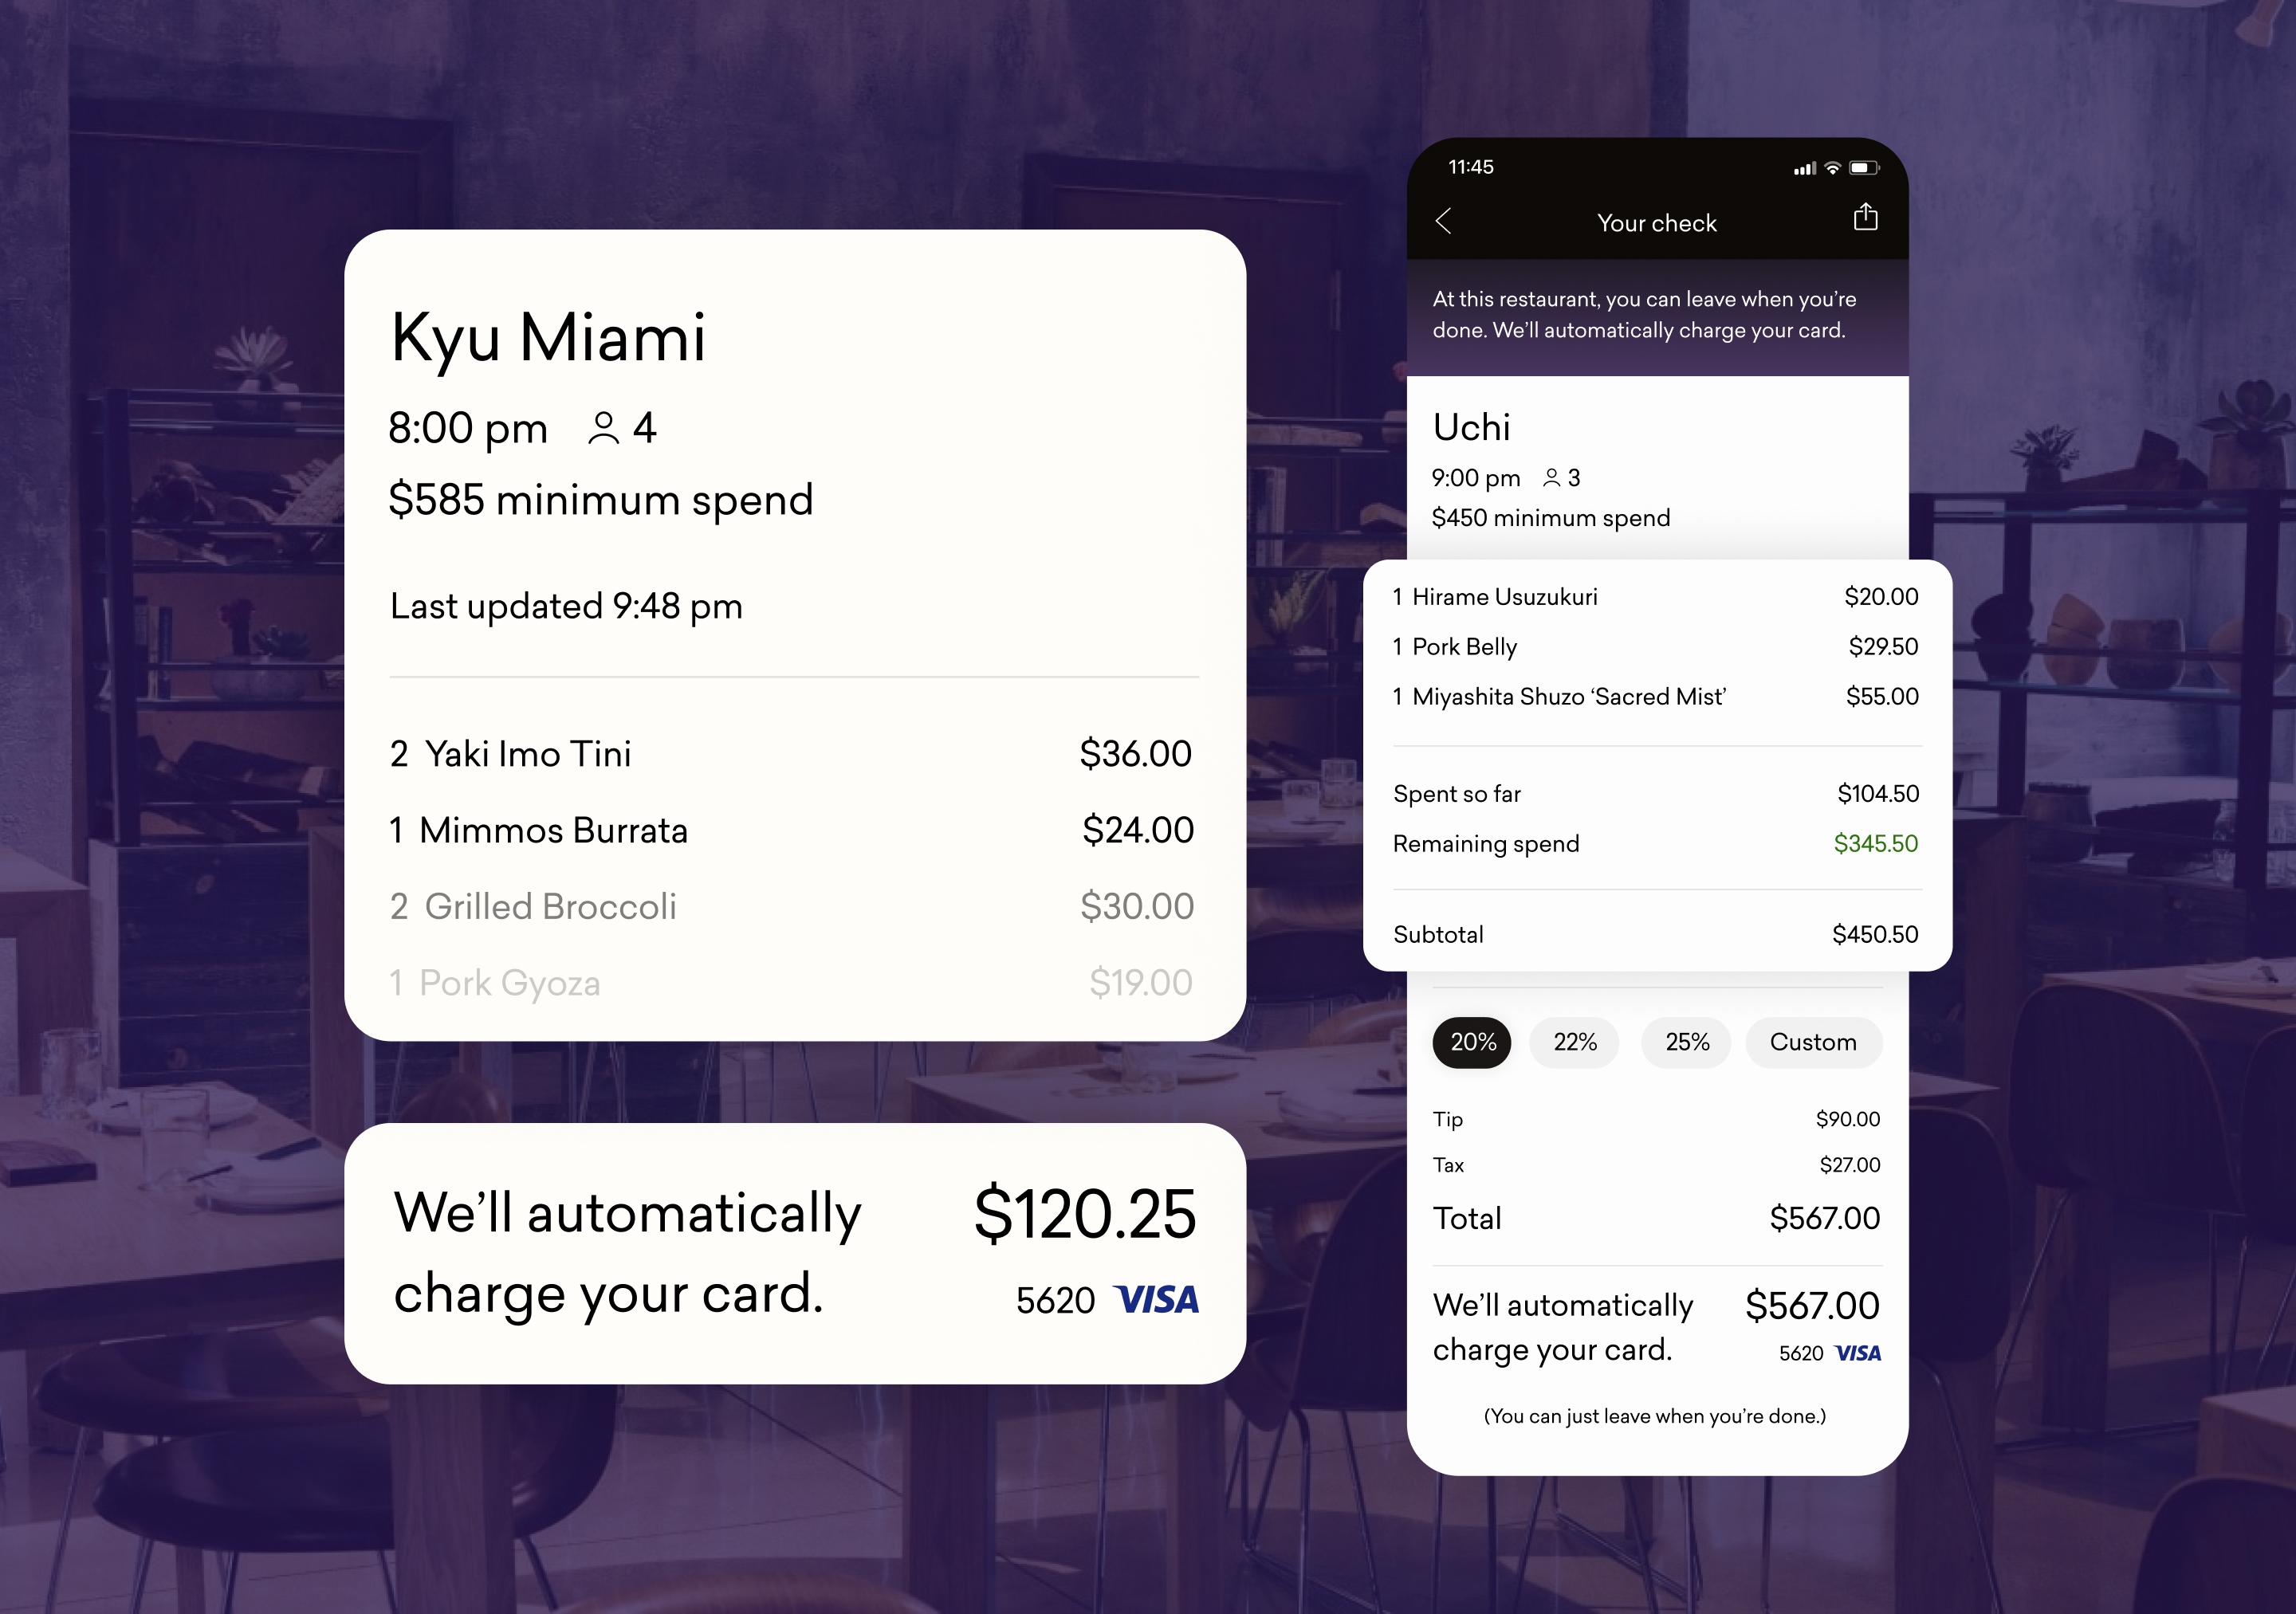 Kyu Miami
8:00 pm 4
$585 minimum spend
Last updated 9:48 pm
2 Yaki Imo Tini $36.00
1 Mimmos Burrata $24.00
2 Grilled Broccoli $30.00
1 Pork Gyoza $19.00
We’ll automatically $120.25
charge your card. 5620 VISA
11:45
Your check
At this restaurant, you can leave when you’re
done. We’ll automatically charge your card.
Uchi
9:00 pm 3
$450 minimum spend
1 Hirame Usuzukuri $20.00
1 Pork Belly $29.50
1 Miyashita Shuzo ‘Sacred Mist’ $55.00
Spent so far $104.50
Remaining spend $345.50
Subtotal $450.50
20% 22% 25% Custom
Tip $90.00
Tax $27.00
Total $567.00
We’ll automatically $567.00
charge your card. 5620 VISA
(You can just leave when you’re done.)